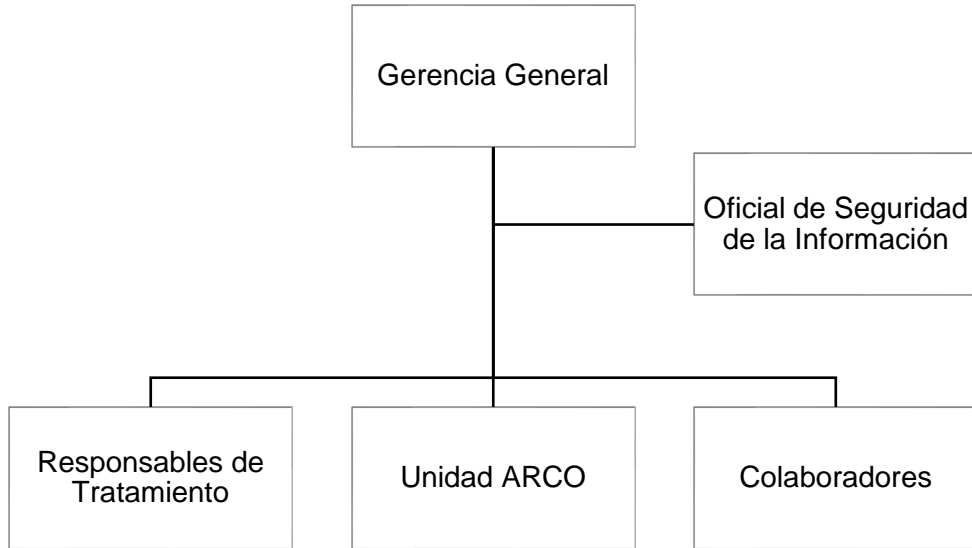 Gerencia General
Oficial de Seguridad
de la Información
Responsables de
Tratamiento
Unidad ARCO
Colaboradores